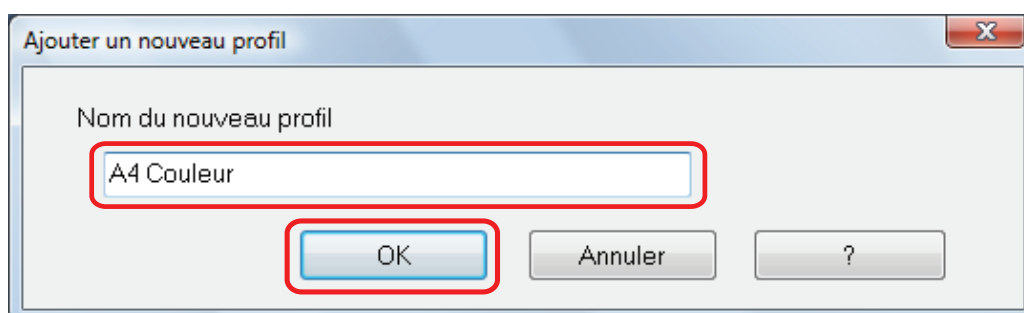 Ajouter un nouveau profil
Nom du nouveau profil
A4 Couleur
OK Annuler ?